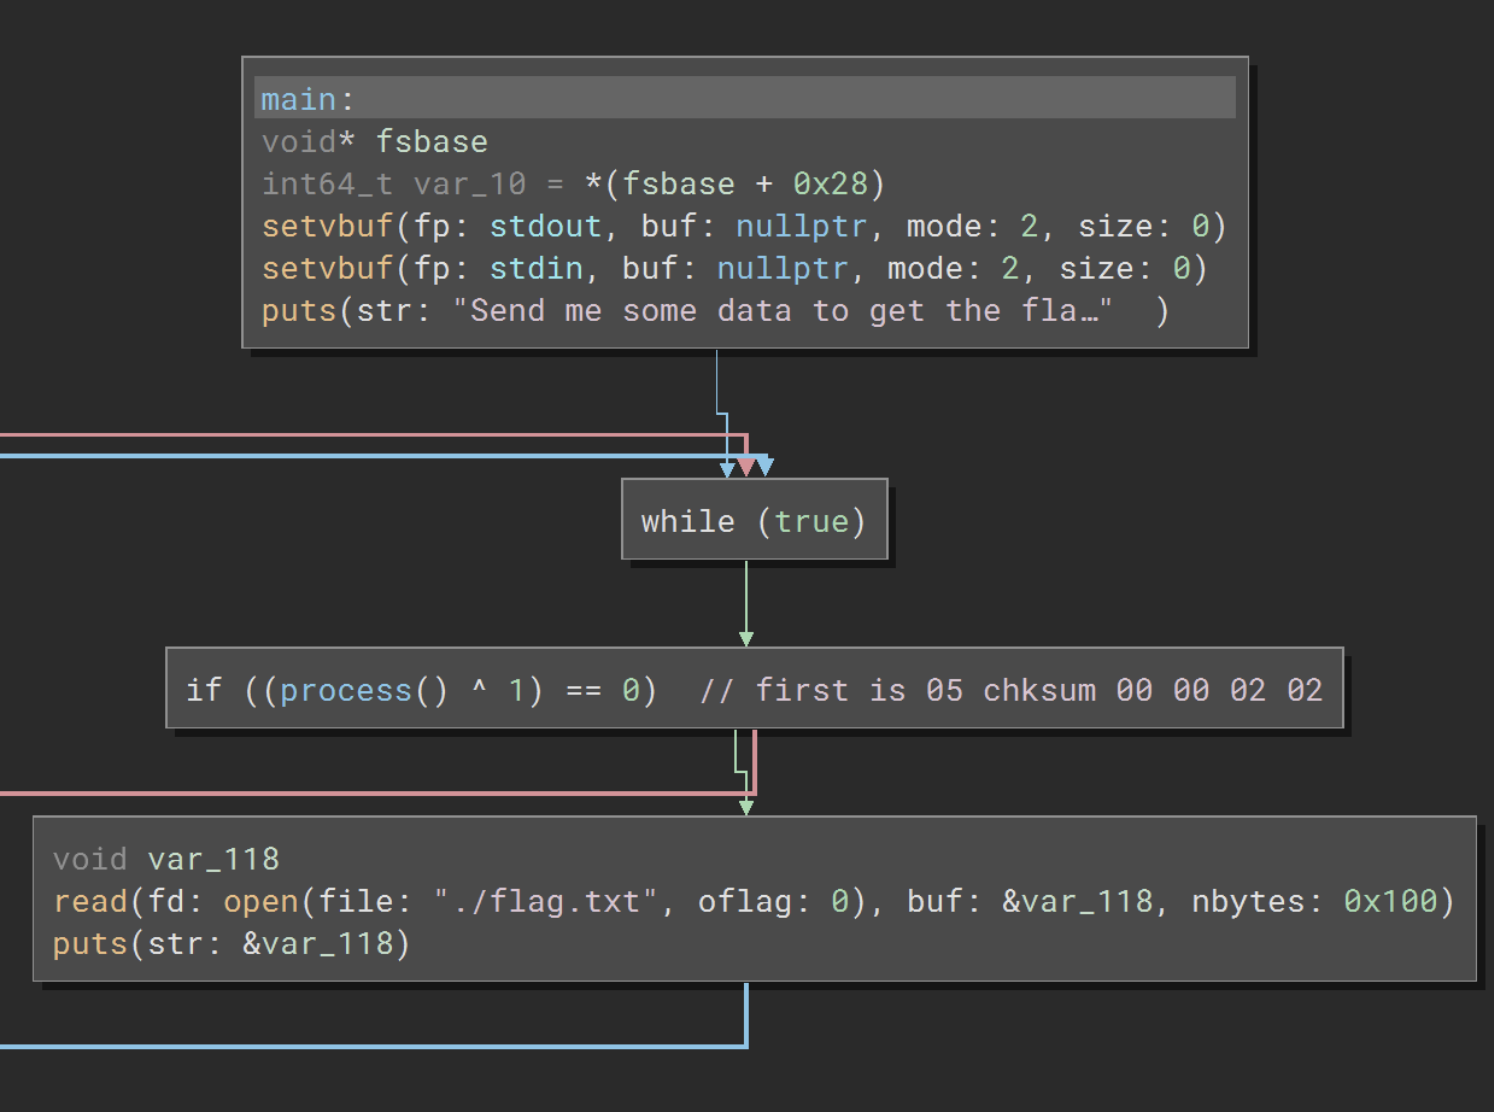 main:
void* fsbase
int64_t var_10 = *(fsbase + 0x28)
setvbuf(fp: stdout, buf: nullptr, mode: 2, size: 0)
setvbuf(fp: stdin, buf: nullptr, mode: 2, size: 0)
puts(str: "Send me some data to get the fla…"  )
while (true)
if ((process() ^ 1) == 0)  // first is 05 chksum 00 00 02 02
void var_118
read(fd: open(file: "./flag.txt", oflag: 0), buf: &var_118, nbytes: 0x100)
puts(str: &var_118)